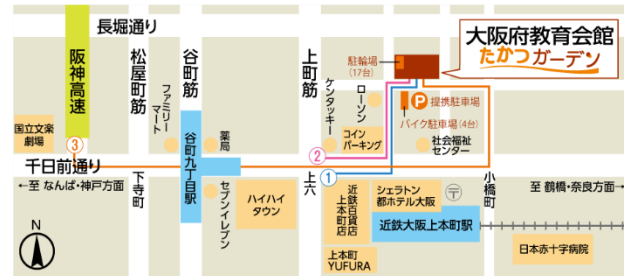 長堀通り
大阪府教育会館
たかつガーデン
阪神高速
松屋町筋
谷町筋
上町筋
駐輪場
(17台)
ファミリー
マート
薬局
ケンタッキー
ローソン
P
提携駐車場
バイク駐車場(4台)
コイン
パーキング
社会福祉
センター
国立文楽
劇場
3
2
1
千日前通り
←至 なんば・神戸方面
下寺町
谷町九丁目駅
セブンイレブン
ハイハイ
タウン
上六
近鉄百貨店
上本町店
シェラトン
都ホテル大阪
〒
小橋町
至 鶴橋・奈良方面→
近鉄大阪上本町駅
上本町
YUFURA
日本赤十字病院
N